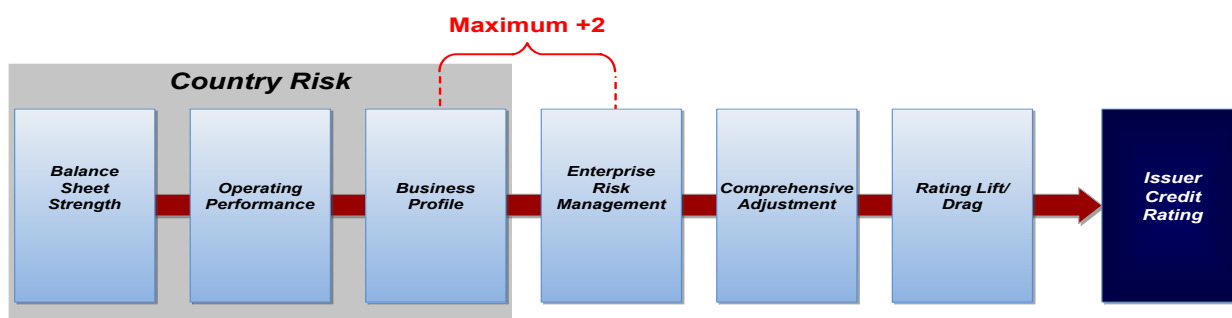 Maximum +2
Country Risk
Balance
Sheet
Strength
Operating
Performance
Business
Profile
Enterprise
Risk
Management
Comprehensive
Adjustment
Rating Lift/
Drag
Issuer
Credit
Rating